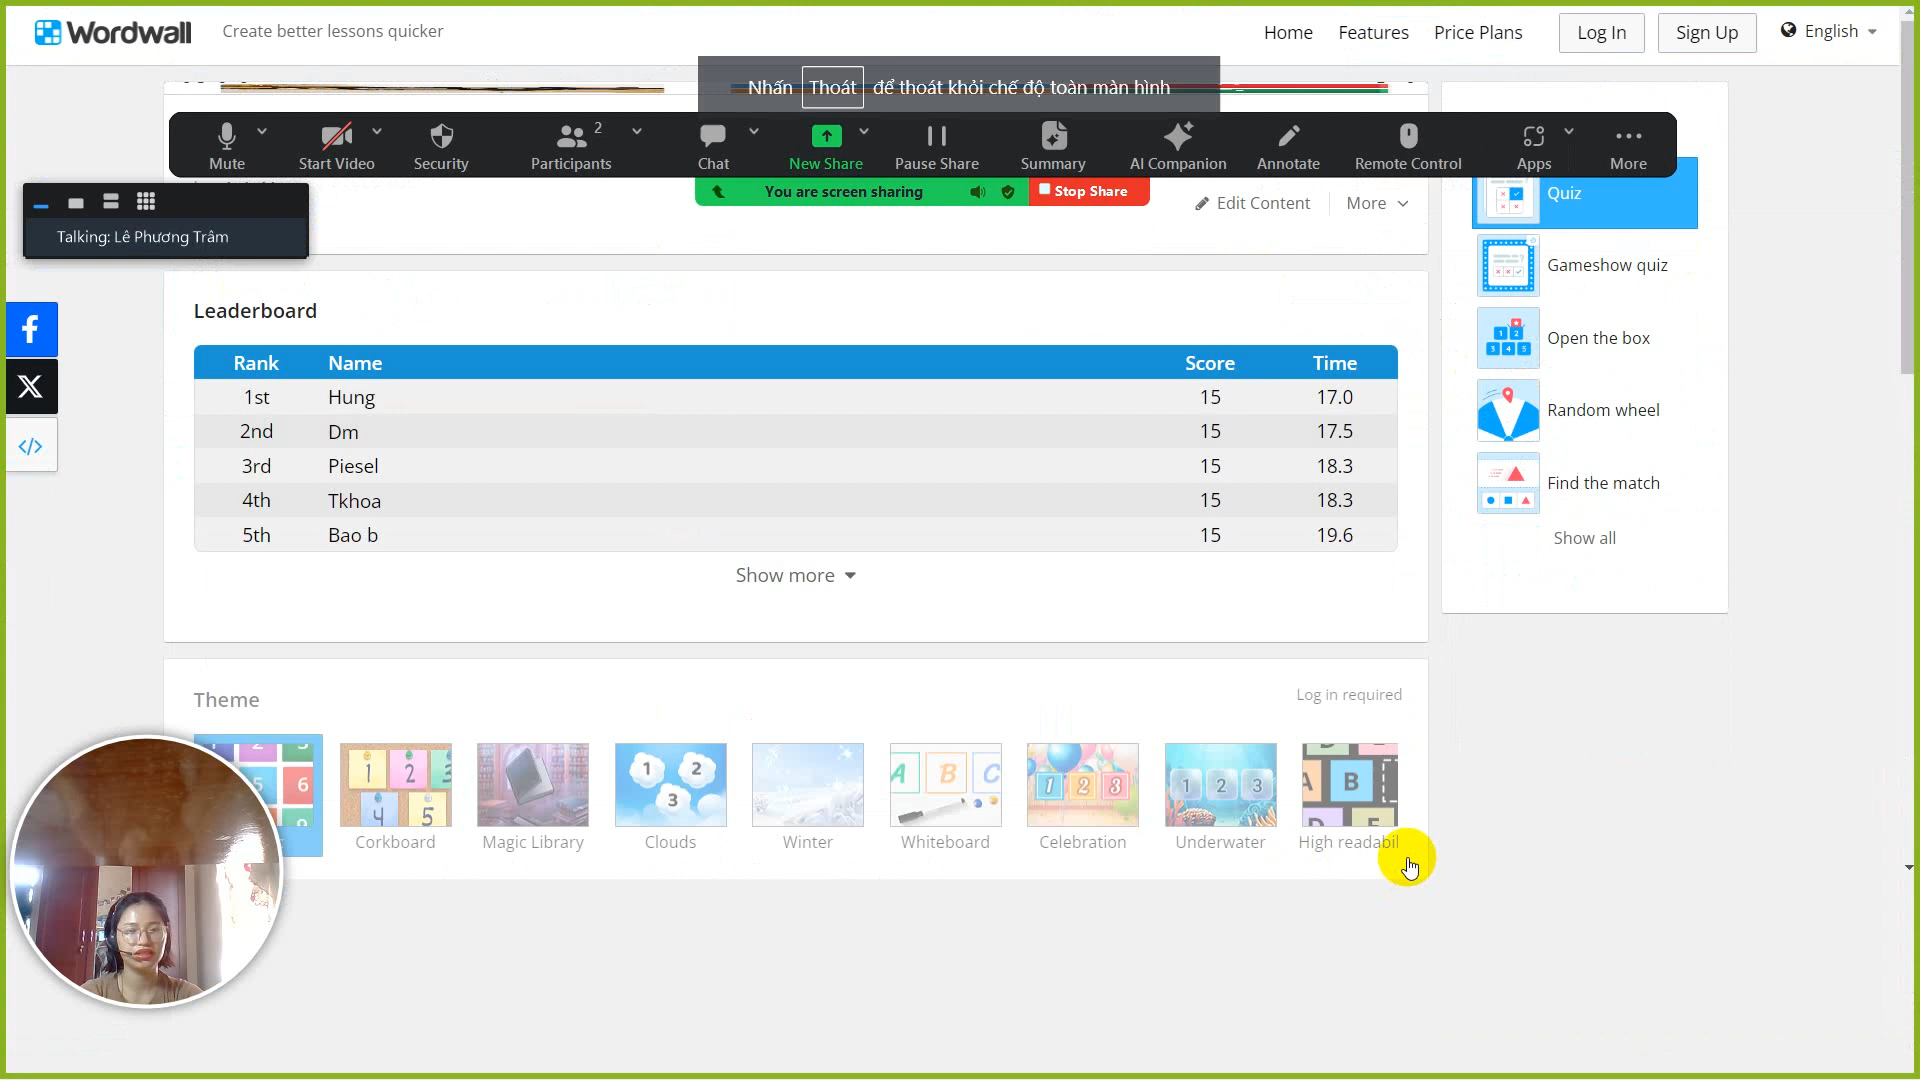 Wordwall
Create better lessons quicker
Home
Features
Price Plans
Log In
Sign Up
English
Nhấn Thoát để thoát khỏi chế độ toàn màn hình
Mute
Start Video
Security
Participants
2
Chat
New Share
Pause Share
Summary
AI Companion
Annotate
Remote Control
Apps
More
You are screen sharing
Stop Share
Talking: Lê Phương Trâm
Edit Content
More
Quiz
Gameshow quiz
Open the box
Random wheel
Find the match
Show all
Leaderboard
Rank Name Score Time
1st Hung 15 17.0
2nd Dm 15 17.5
3rd Piesel 15 18.3
4th Tkhoa 15 18.3
5th Bao b 15 19.6
Show more
Theme
Log in required
Corkboard
Magic Library
Clouds
Winter
Whiteboard
Celebration
Underwater
High readabil